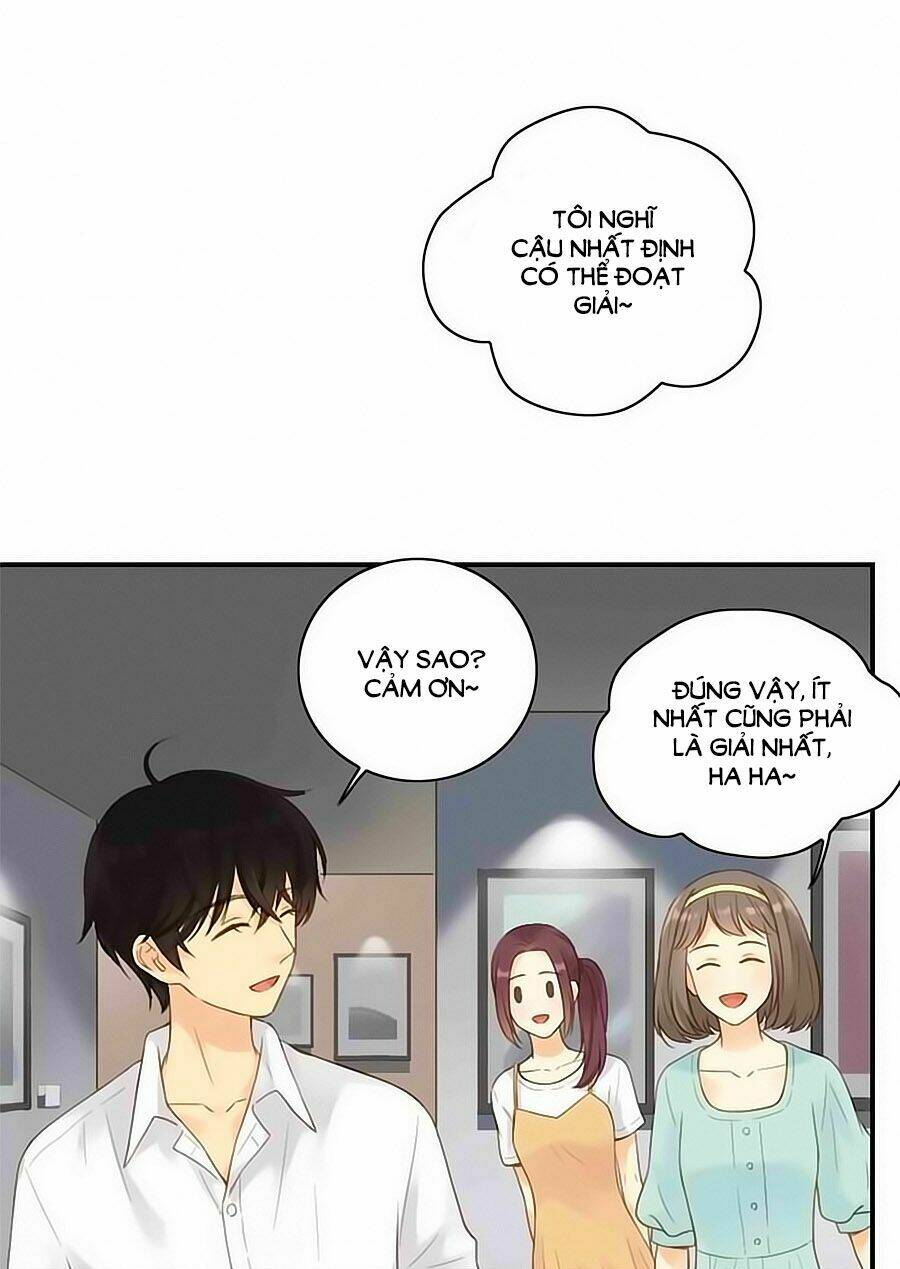 TÔI NGHĨ
CẬU NHẤT ĐỊNH
CÓ THỂ ĐOẠT
GIẢI~
VẬY SAO?
CẢM ƠN~
ĐÚNG VẬY, ÍT
NHẤT CŨNG PHẢI
LÀ GIẢI NHẤT,
HA HA~